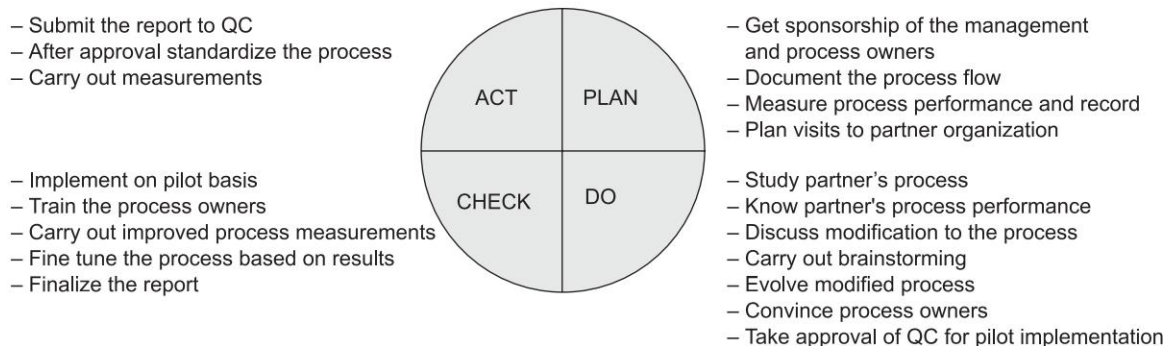 – Submit the report to QC
– After approval standardize the process
– Carry out measurements
ACT
PLAN
– Get sponsorship of the management
and process owners
– Document the process flow
– Measure process performance and record
– Plan visits to partner organization
– Implement on pilot basis
– Train the process owners
– Carry out improved process measurements
– Fine tune the process based on results
– Finalize the report
CHECK
DO
– Study partner's process
– Know partner's process performance
– Discuss modification to the process
– Carry out brainstorming
– Evolve modified process
– Convince process owners
– Take approval of QC for pilot implementation